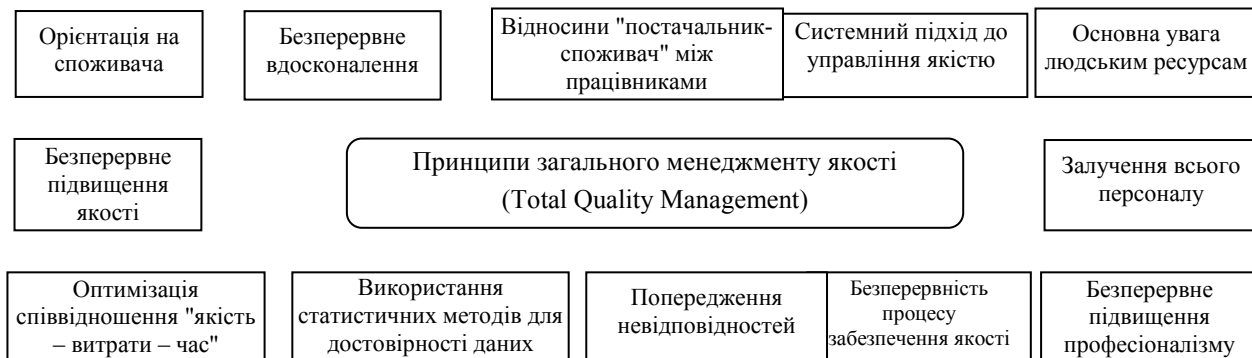 Орієнтація на
споживача
Безперервне
вдосконалення
Відносини "постачальник-
споживач" між
працівниками
Системний підхід до
управління якістю
Основна увага
людським ресурсам
Безперервне
підвищення
якості
Принципи загального менеджменту якості
(Total Quality Management)
Залучення всього
персоналу
Оптимізація
співвідношення "якість
– витрати – час"
Використання
статистичних методів для
достовірності даних
Попередження
невідповідностей
Безперервність
процесу
забезпечення якості
Безперервне
підвищення
професіоналізму